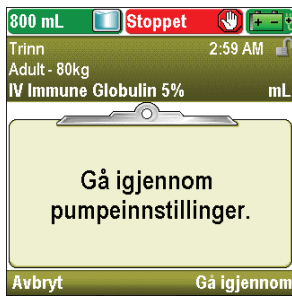 800 mL Stoppet
Trinn 2:59 AM
Adult - 80kg
IV Immune Globulin 5% mL
Gå igjennom
pumpeinnstillinger.
Avbryt Gå igjennom